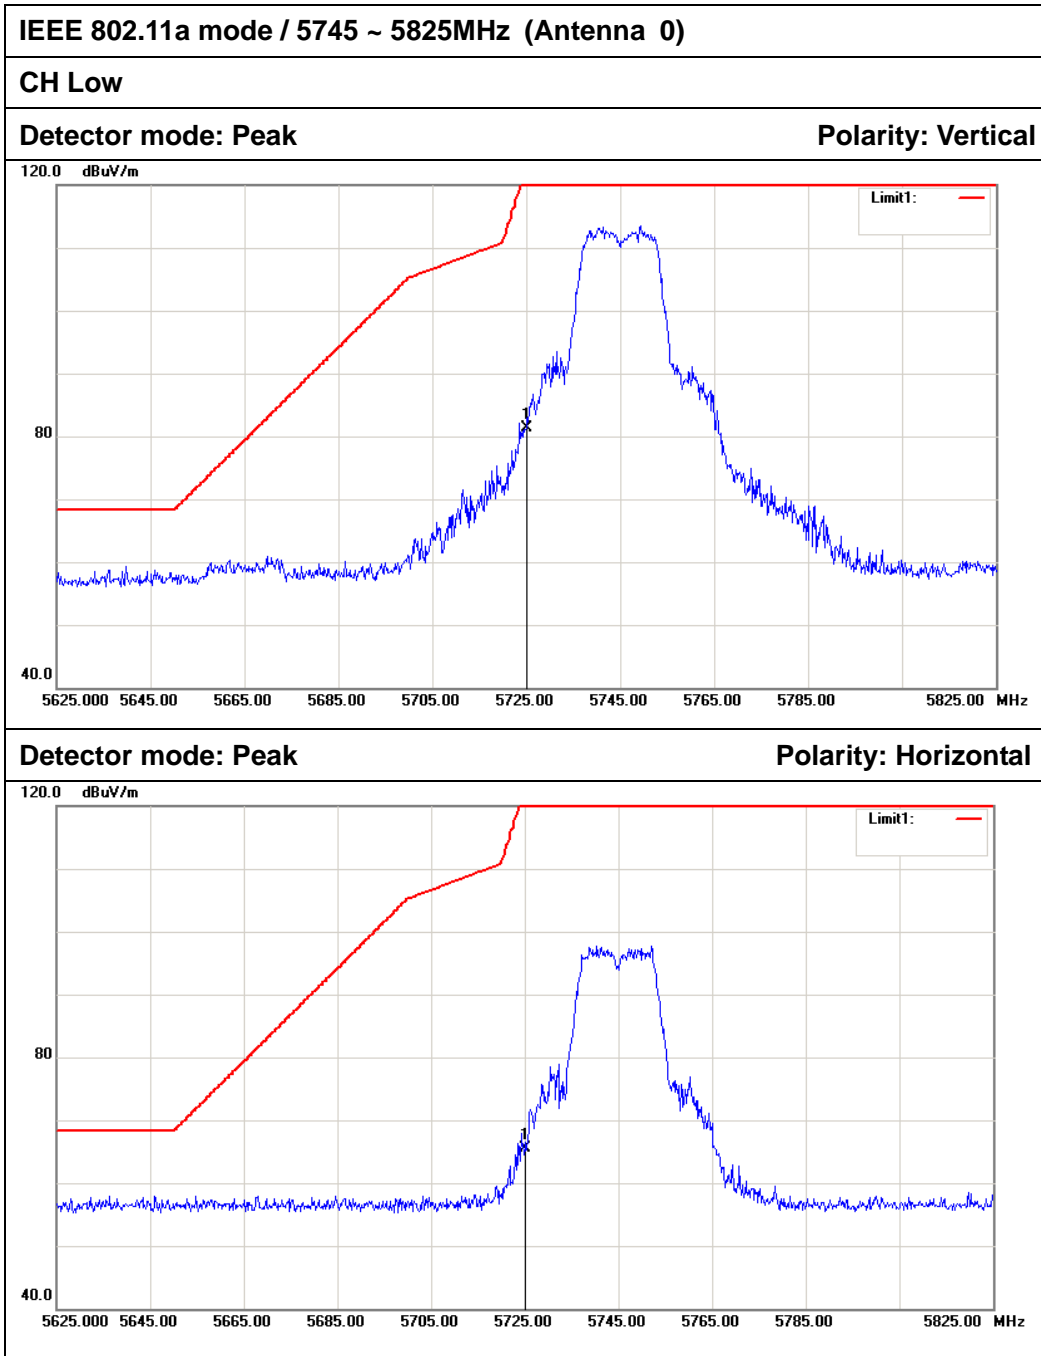 IEEE 802.11a mode / 5745 ~ 5825MHz (Antenna 0)
CH Low
Detector mode: Peak Polarity: Vertical
120.0 dBuV/m
Limit1:
1
80
40.0
5625.000 5645.00 5665.00 5685.00 5705.00 5725.00 5745.00 5765.00 5785.00 5825.00 MHz
Detector mode: Peak Polarity: Horizontal
120.0 dBuV/m
Limit1:
1
80
40.0
5625.000 5645.00 5665.00 5685.00 5705.00 5725.00 5745.00 5765.00 5785.00 5825.00 MHz